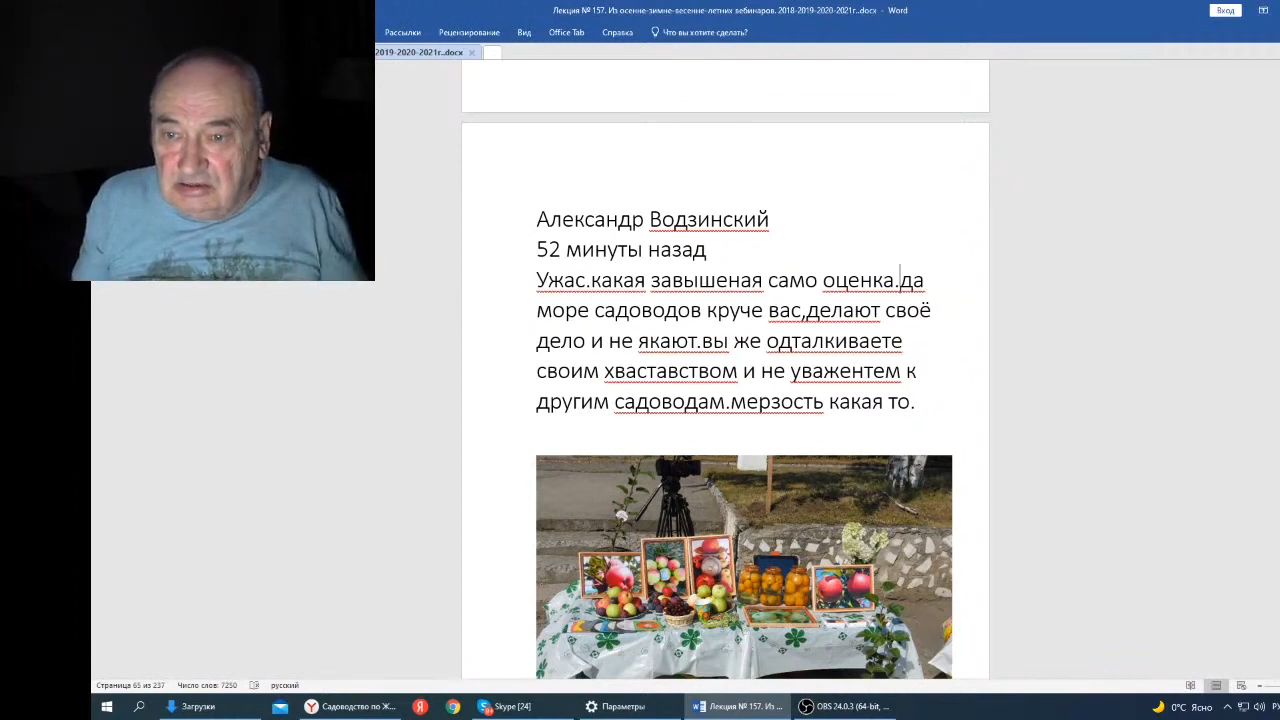 Лекция № 157. Из осенне-зимне-весенне-летних вебинаров. 2018-2019-2020-2021г..docx - Word
Вход
Рассылки Рецензирование Вид Office Tab Справка Что вы хотите сделать?
2019-2020-2021г..docx
Александр Водзинский
52 минуты назад
Ужас.какая завышеная само оценка.да
море садоводов круче вас,делают своё
дело и не якают.вы же одталкиваете
своим хваставством и не уважентем к
другим садоводам.мерзость какая то.
Страница 65 из 237 Число слов: 7250 русский
Загрузки Садоводство по Ж... Skype [24] Параметры Лекция № 157. Из ... OBS 24.0.3 (64-bit, ... 0°C Ясно